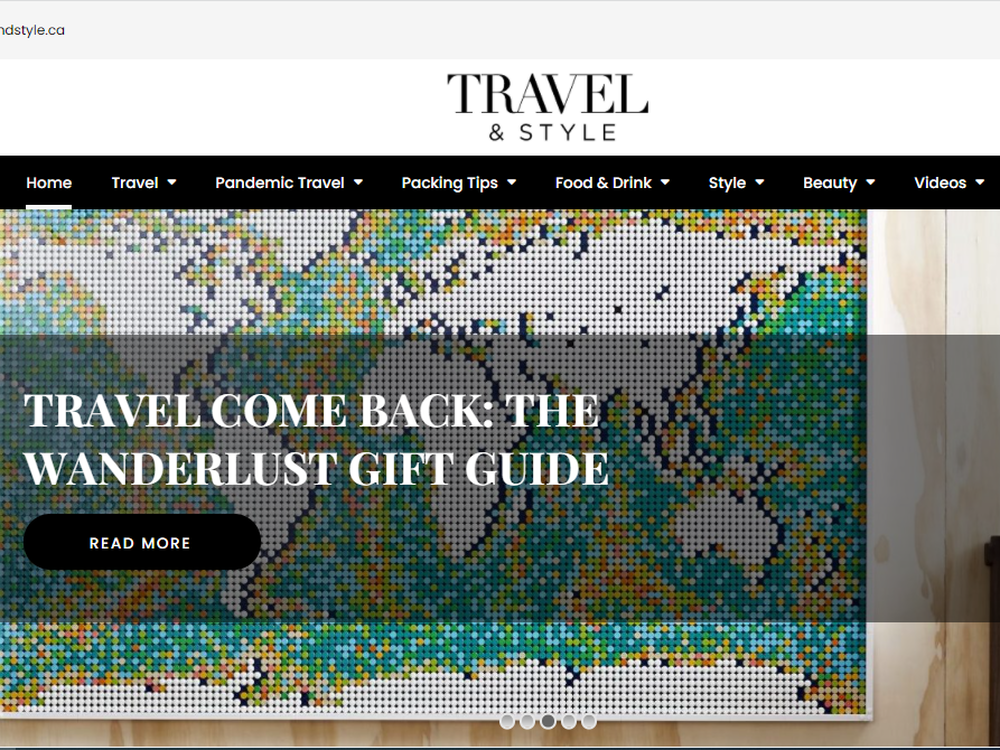 ndstyle.ca
TRAVEL
& STYLE
Home Travel Pandemic Travel Packing Tips Food & Drink Style Beauty Videos
TRAVEL COME BACK: THE
WANDERLUST GIFT GUIDE
READ MORE